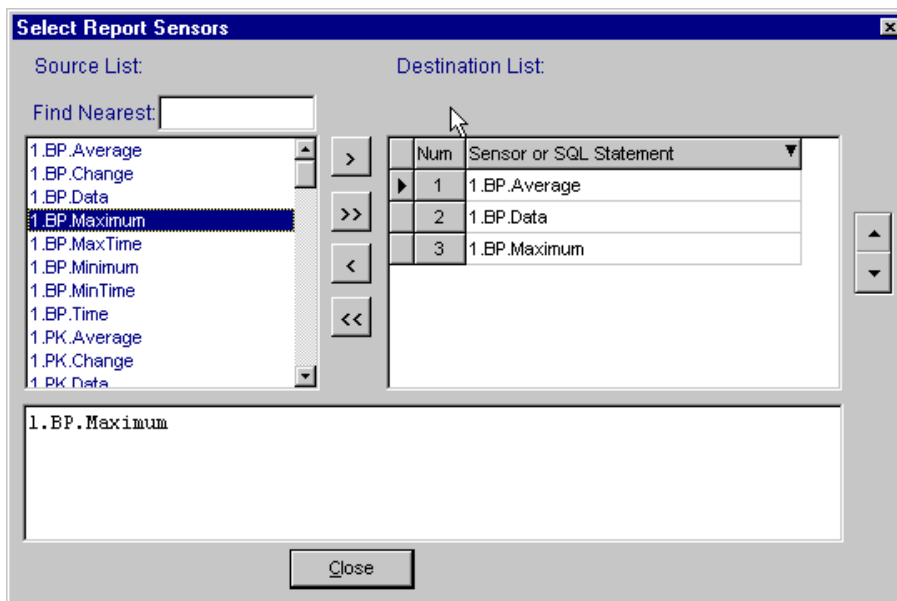 Select Report Sensors
Source List:
Destination List:
Find Nearest:
1.BP.Average
1.BP.Change
1.BP.Data
1.BP.Maximum
1.BP.MaxTime
1.BP.Minimum
1.BP.MinTime
1.BP.Time
1.PK.Average
1.PK.Change
1.PK.Data
>
>>
<
<<
Num Sensor or SQL Statement
1 1.BP.Average
2 1.BP.Data
3 1.BP.Maximum
1.BP.Maximum
Close